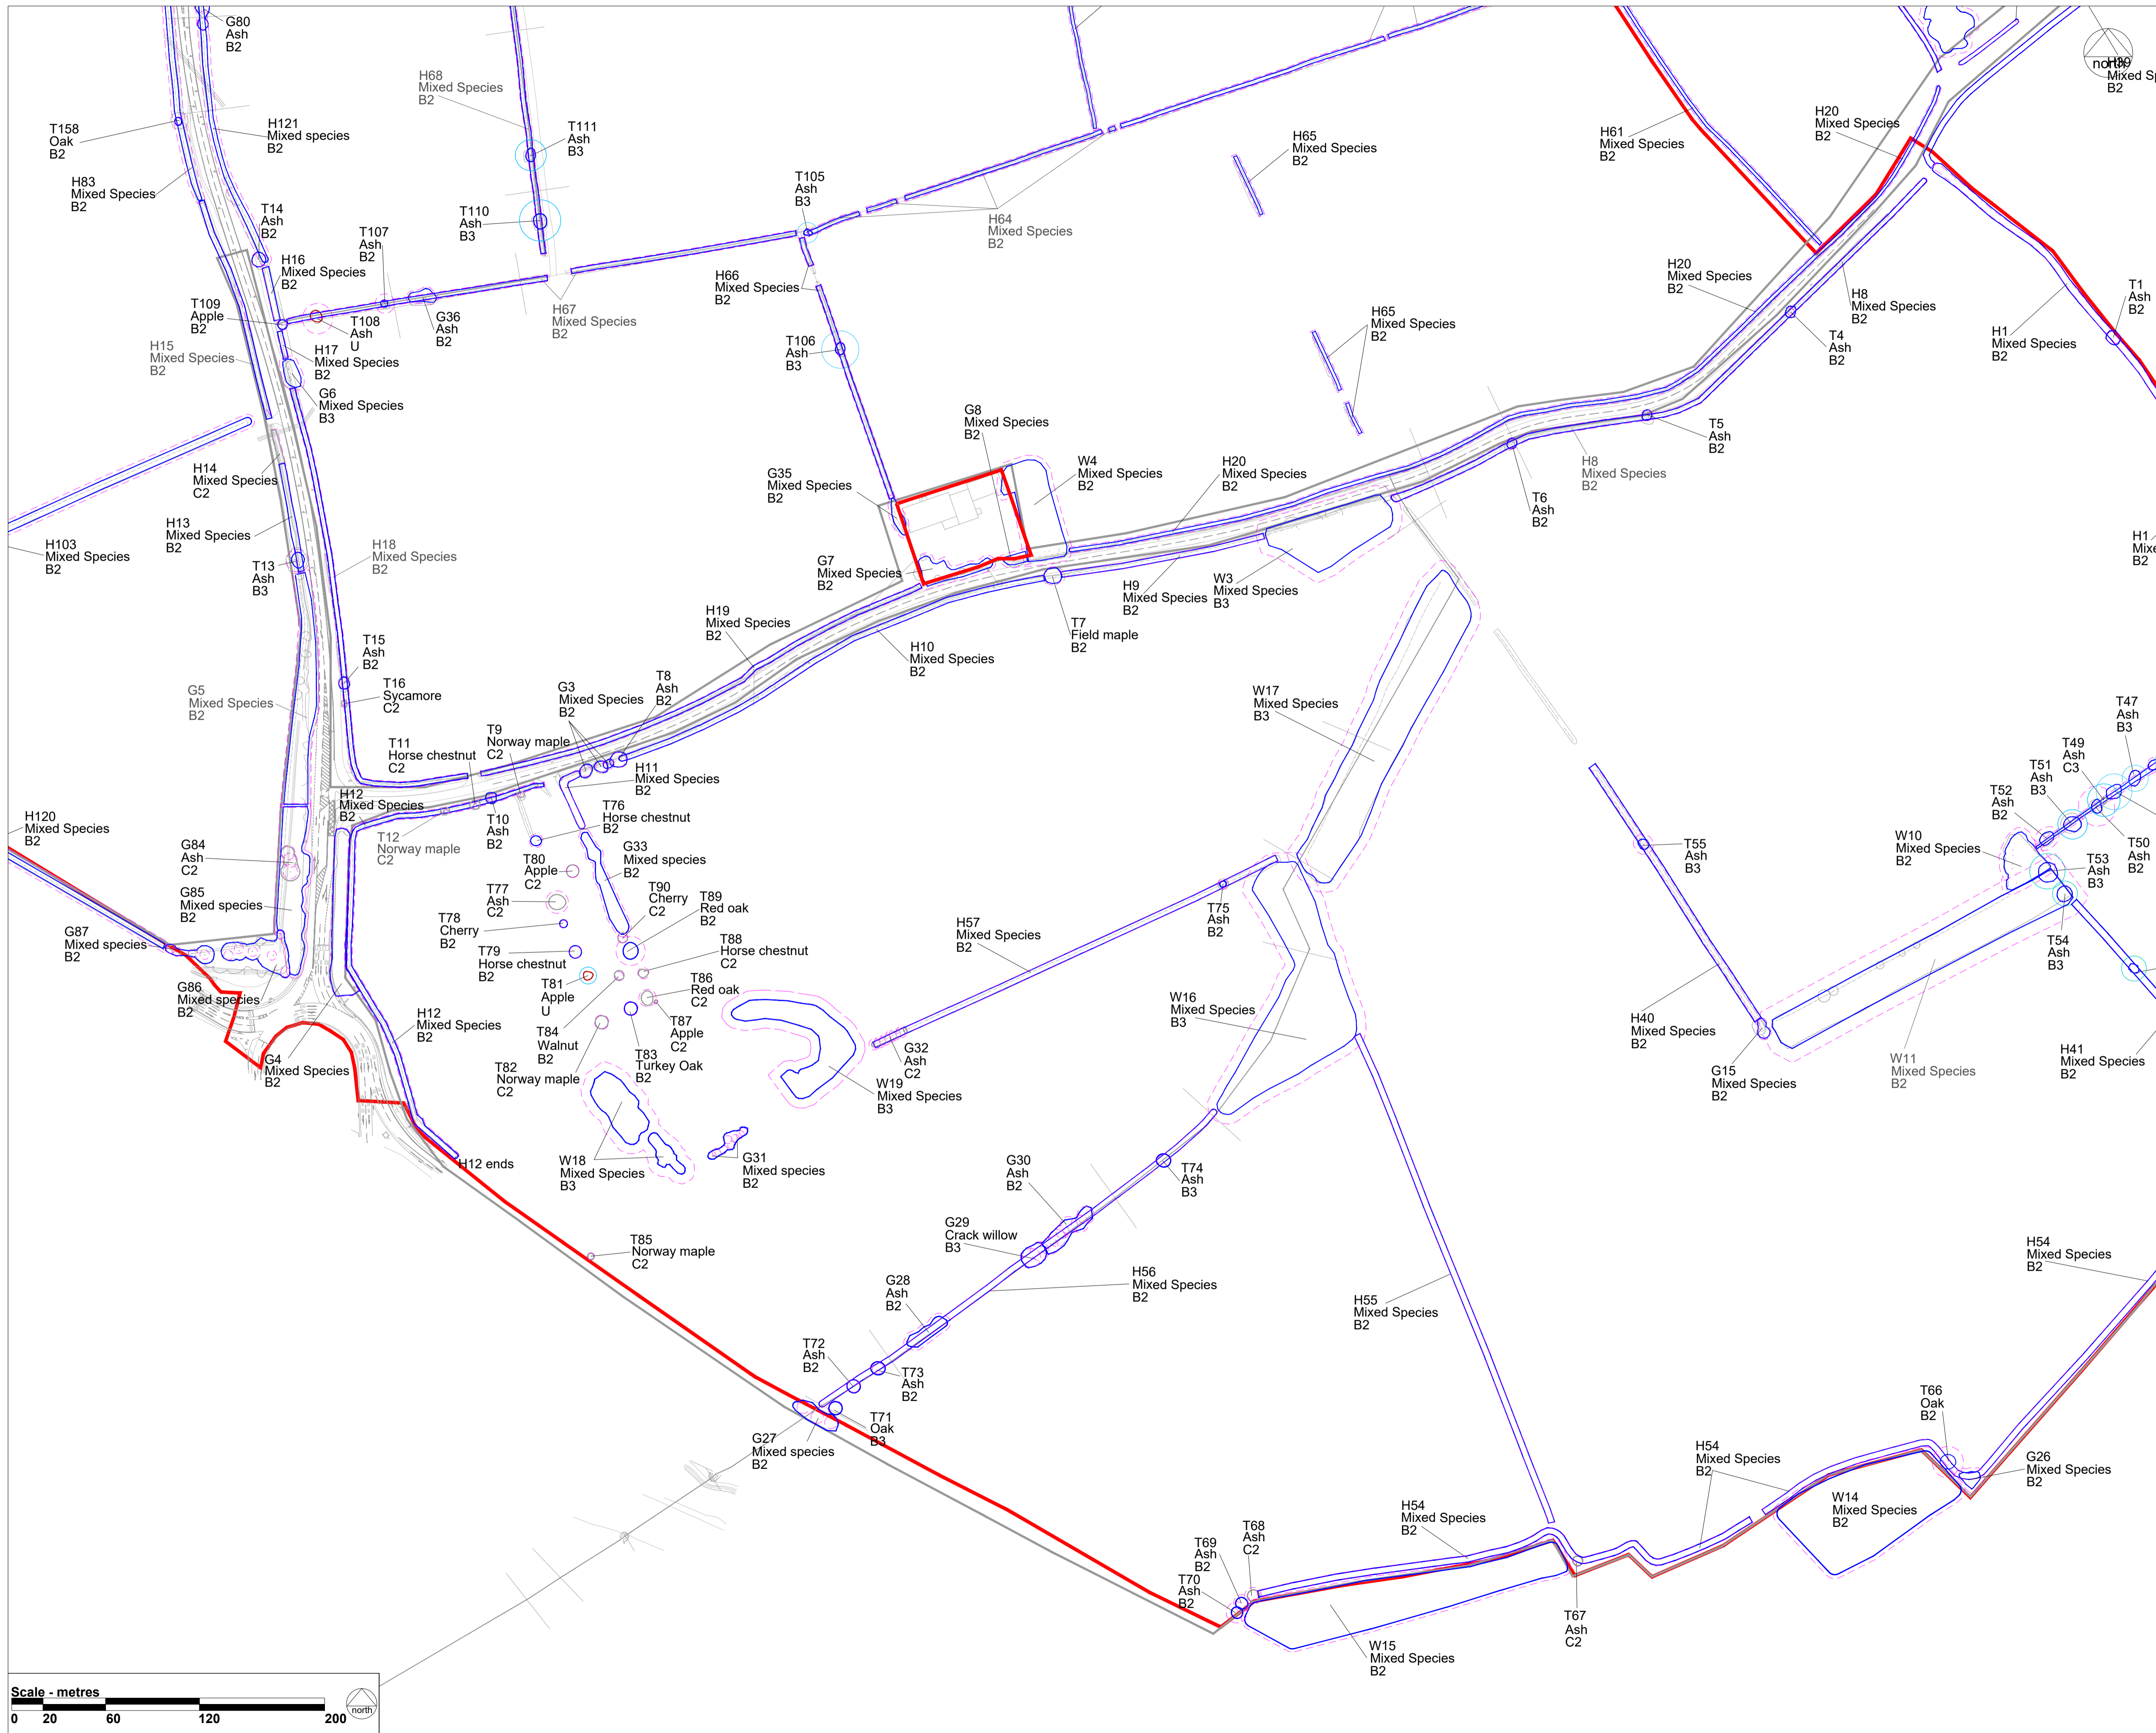 G80
Ash
B2
H68
Mixed Species
B2
north
H39
Mixed Sp
B2
T158
Oak
B2
H121
Mixed species
B2
T111
Ash
B3
H65
Mixed Species
B2
H61
Mixed Species
B2
H20
Mixed Species
B2
H83
Mixed Species
B2
T105
Ash
B3
T14
Ash
B2
T110
Ash
B3
T107
Ash
B2
H64
Mixed Species
B2
H16
Mixed Species
B2
H66
Mixed Species
B2
H20
Mixed Species
B2
H8
Mixed Species
B2
T1
Ash
B2
T109
Apple
B2
T108
Ash
U
G36
Ash
B2
H67
Mixed Species
B2
H65
Mixed Species
B2
T4
Ash
B2
H1
Mixed Species
B2
H15
Mixed Species
B2
H17
Mixed Species
B2
T106
Ash
B3
G6
Mixed Species
B3
G8
Mixed Species
B2
T5
Ash
B2
H14
Mixed Species
C2
G35
Mixed Species
B2
W4
Mixed Species
B2
H20
Mixed Species
B2
H8
Mixed Species
B2
T6
Ash
B2
H13
Mixed Species
B2
H103
Mixed Species
B2
H18
Mixed Species
B2
H1
Mixe
B2
T13
Ash
B3
G7
Mixed Species
B2
H9
Mixed Species
B2
W3
Mixed Species
B3
H19
Mixed Species
B2
T7
Field maple
B2
T15
Ash
B2
H10
Mixed Species
B2
T16
Sycamore
C2
G5
Mixed Species
B2
G3
Mixed Species
B2
T8
Ash
B2
W17
Mixed Species
B3
T47
Ash
B3
T9
Norway maple
C2
T11
Horse chestnut
C2
T49
Ash
C3
T51
Ash
B3
H11
Mixed Species
B2
T52
Ash
B2
H12
Mixed Species
B2
T76
Horse chestnut
B2
T10
Ash
B2
H120
Mixed Species
B2
T12
Norway maple
C2
W10
Mixed Species
B2
T50
Ash
B2
G84
Ash
C2
G33
Mixed species
B2
T55
Ash
B3
T53
Ash
B3
T80
Apple
C2
T90
Cherry
C2
G85
Mixed species
B2
T77
Ash
C2
T89
Red oak
B2
T75
Ash
B2
T78
Cherry
B2
H57
Mixed Species
B2
G87
Mixed species
B2
T88
Horse chestnut
C2
T54
Ash
B3
T79
Horse chestnut
B2
T86
Red oak
C2
G86
Mixed species
B2
T81
Apple
U
W16
Mixed Species
B3
H12
Mixed Species
B2
T87
Apple
C2
H40
Mixed Species
B2
T84
Walnut
B2
G32
Ash
C2
H41
Mixed Species
B2
G4
Mixed Species
B2
T83
Turkey Oak
B2
W11
Mixed Species
B2
T82
Norway maple
C2
G15
Mixed Species
B2
W19
Mixed Species
B3
H12 ends
W18
Mixed Species
B3
G31
Mixed species
B2
G30
Ash
B2
T74
Ash
B3
G29
Crack willow
B3
T85
Norway maple
C2
H54
Mixed Species
B2
H56
Mixed Species
B2
G28
Ash
B2
H55
Mixed Species
B2
T72
Ash
B2
T73
Ash
B2
T66
Oak
B2
T71
Oak
B3
G27
Mixed species
B2
H54
Mixed Species
B2
G26
Mixed Species
B2
W14
Mixed Species
B2
H54
Mixed Species
B2
T68
Ash
C2
T69
Ash
B2
T70
Ash
B2
T67
Ash
C2
W15
Mixed Species
B2
Scale - metres
0 20 60 120 200
north